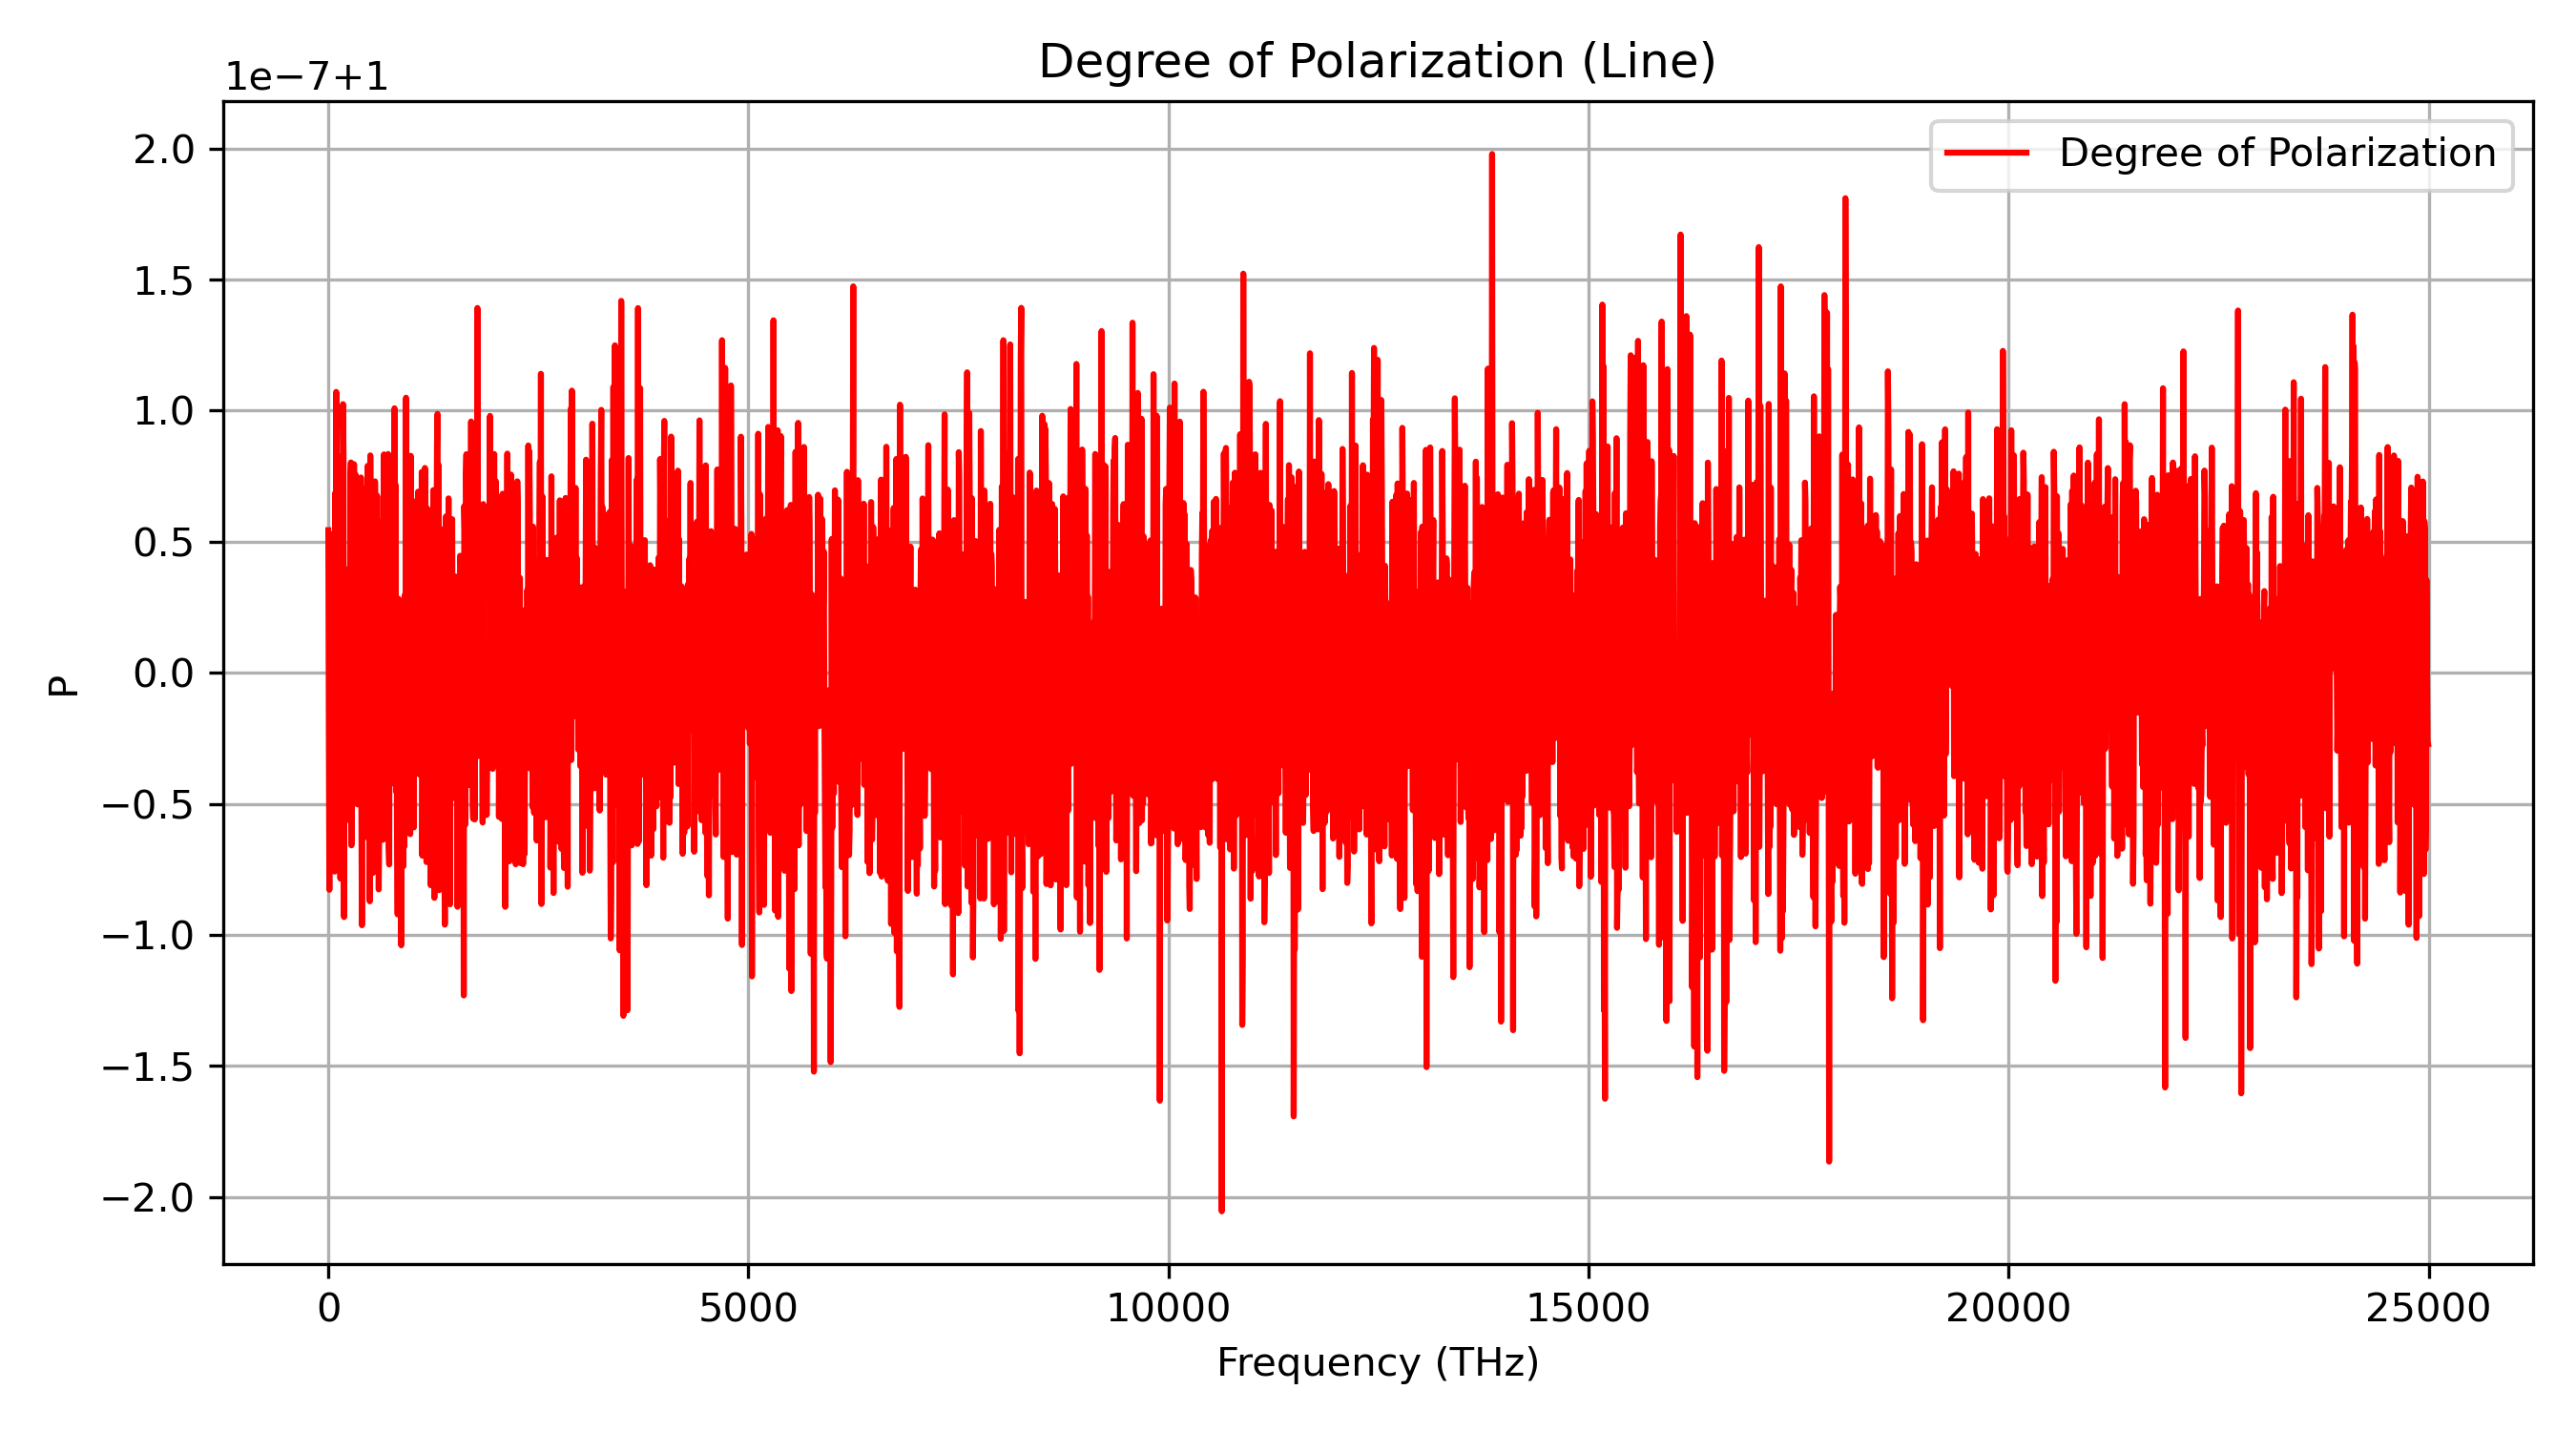 Degree of Polarization (Line)
1e−7+1
Degree of Polarization
2.0
1.5
1.0
0.5
0.0
−0.5
−1.0
−1.5
−2.0
P
0 5000 10000 15000 20000 25000
Frequency (THz)